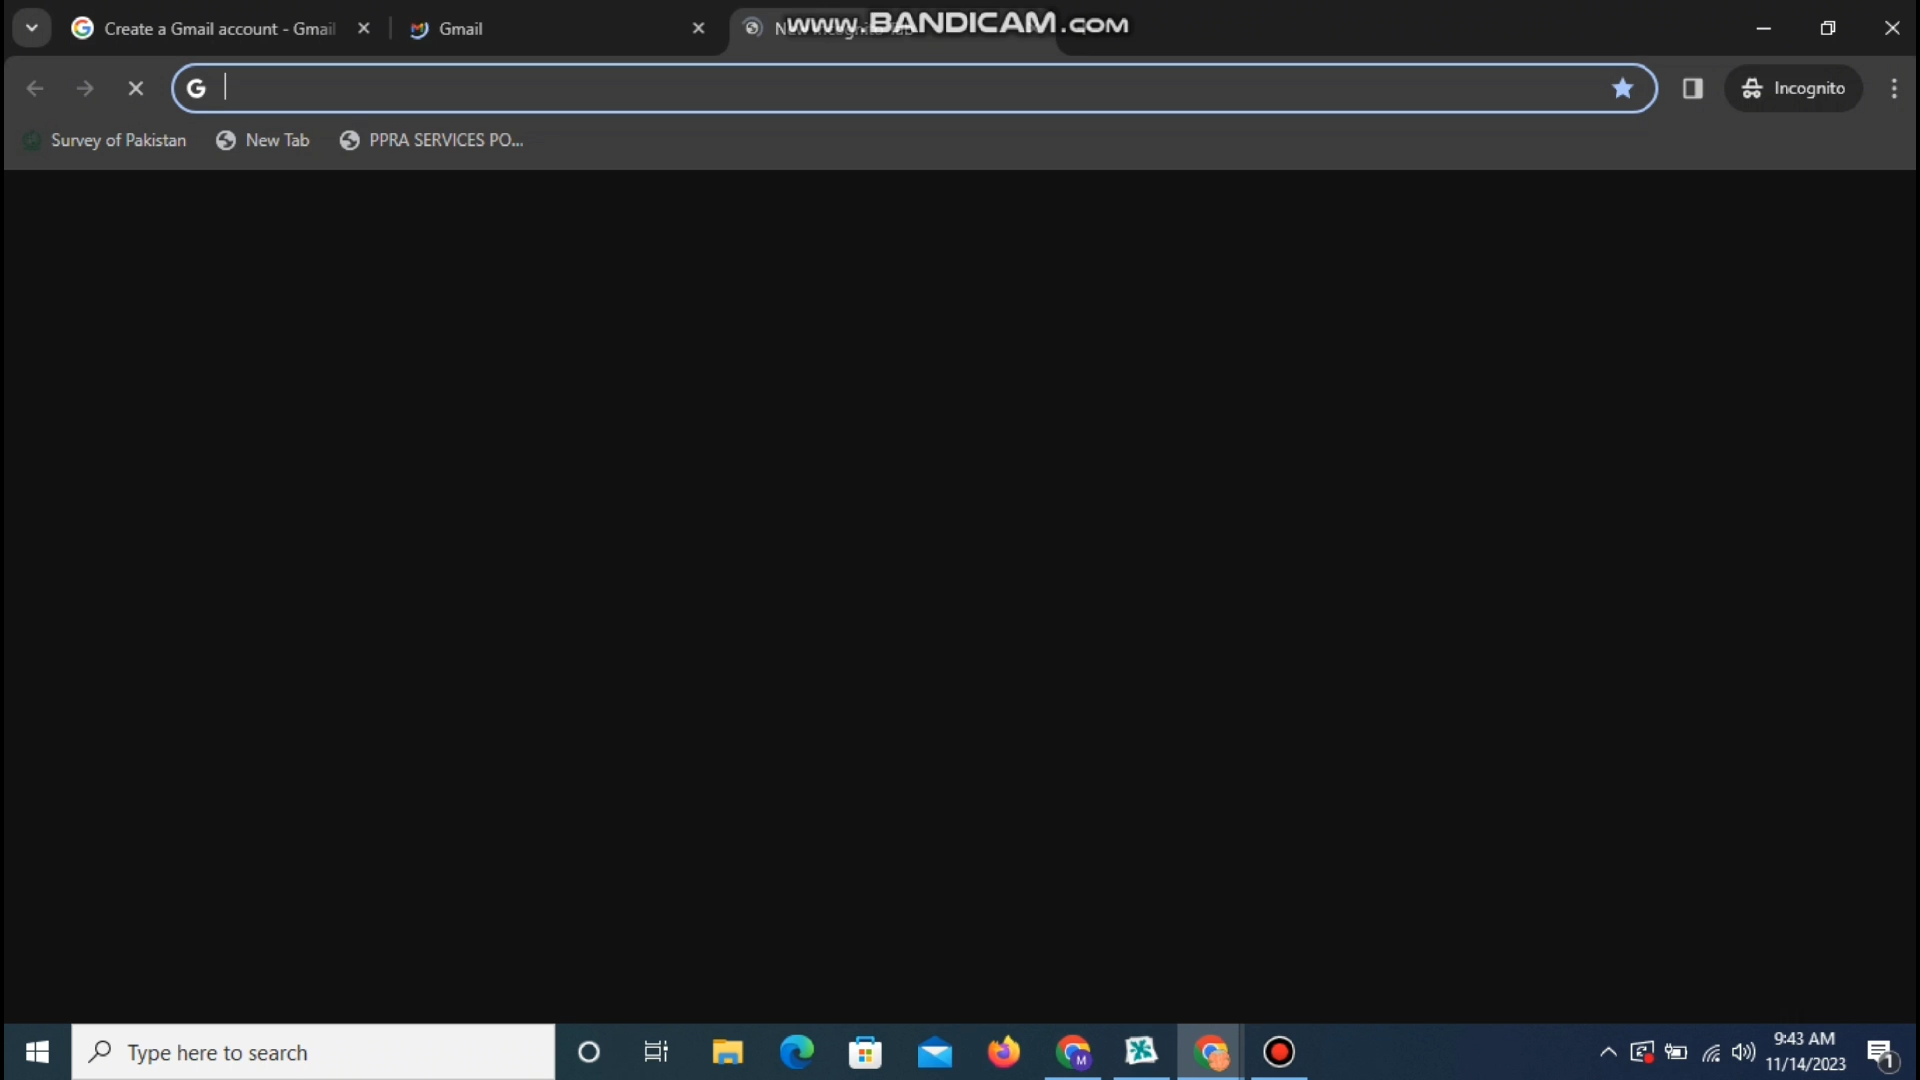 Create a Gmail account - Gmail
Gmail
www.BANDICAM.com
Incognito
Survey of Pakistan
New Tab
PPRA SERVICES PO...
Type here to search
M
9:43 AM
11/14/2023
1